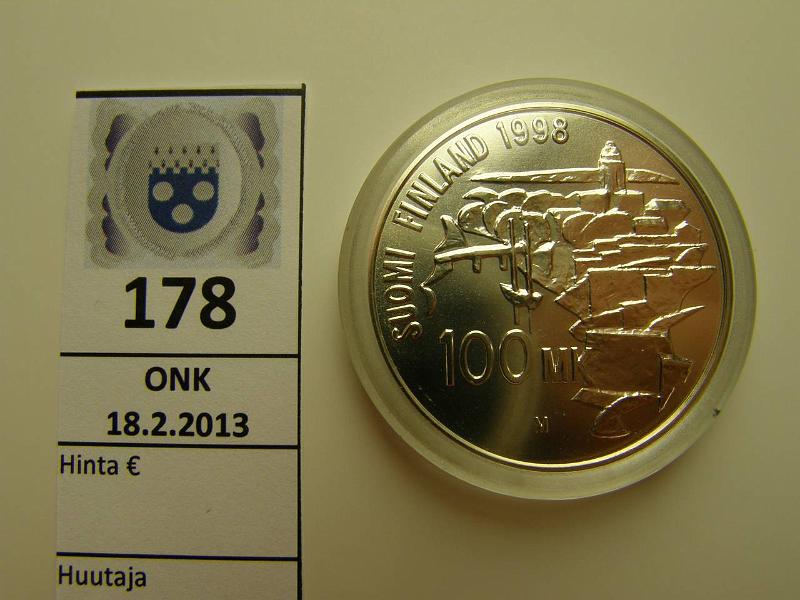 178
ONK
18.2.2013
Hinta €
Huutaja
SUOMI FINLAND 1998
100 MK
M